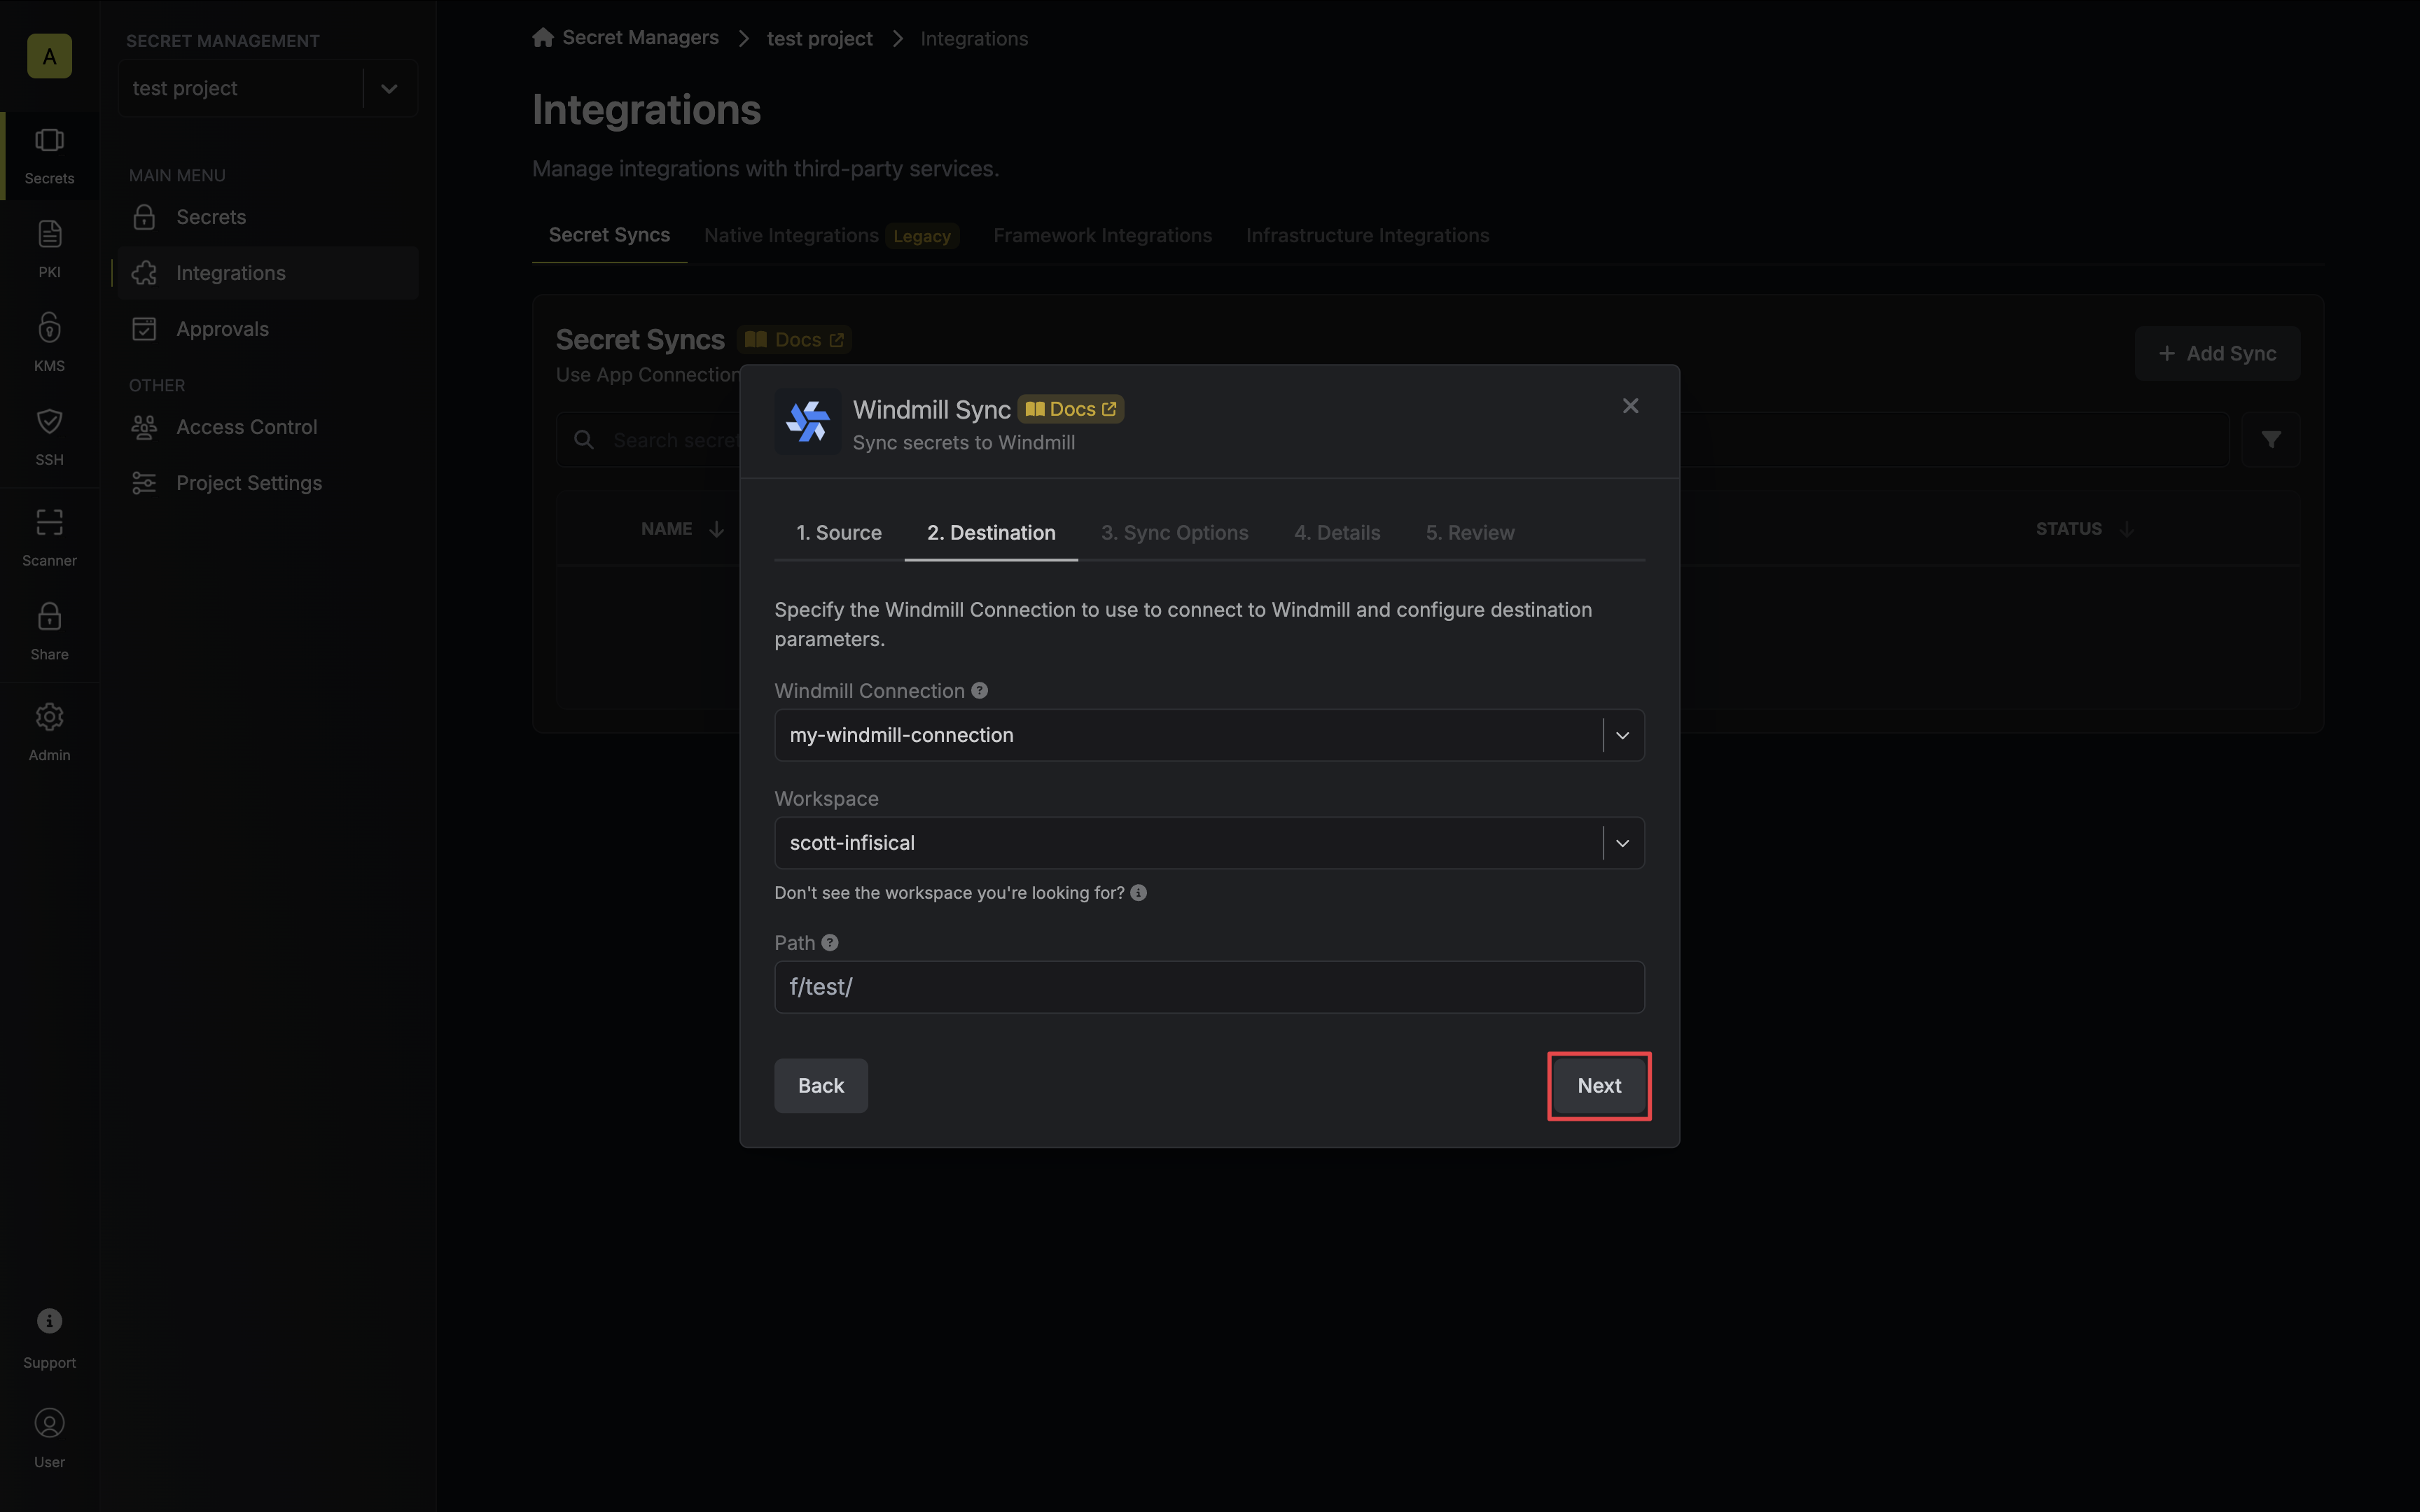 A
Secrets
PKI
KMS
SSH
Scanner
Share
Admin
Support
User
SECRET MANAGEMENT
test project
MAIN MENU
Secrets
Integrations
Approvals
OTHER
Access Control
Project Settings
Secret Managers
test project
Integrations
Integrations
Manage integrations with third-party services.
Secret Syncs
Native Integrations Legacy
Framework Integrations
Infrastructure Integrations
Secret Syncs Docs
Use App Connection
+ Add Sync
Search secre
NAME
STATUS
Windmill Sync Docs
Sync secrets to Windmill
1. Source
2. Destination
3. Sync Options
4. Details
5. Review
Specify the Windmill Connection to use to connect to Windmill and configure destination
parameters.
Windmill Connection
my-windmill-connection
Workspace
scott-infisical
Don't see the workspace you're looking for?
Path
f/test/
Back
Next